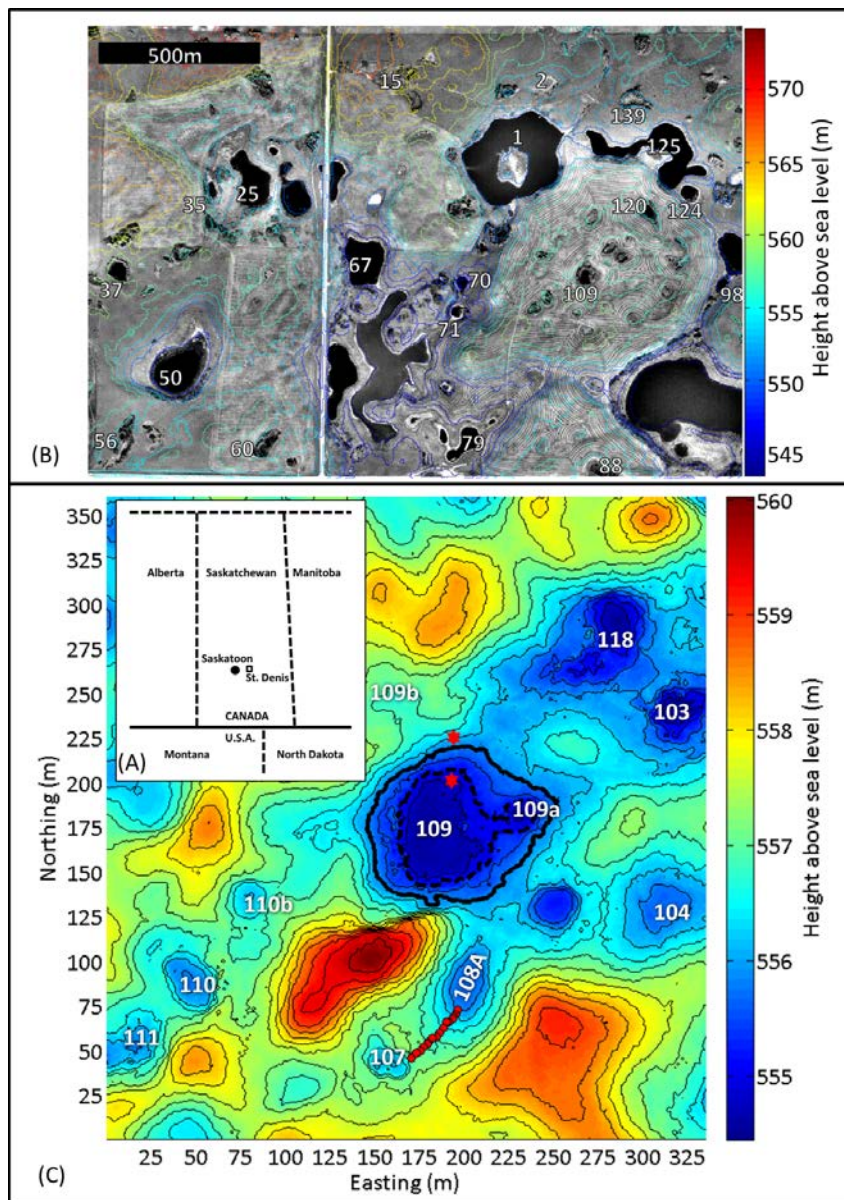 500m
15
2
139
1
125
25
35
120
124
67
70
109
98
37
71
50
56
60
79
88
(B)
570
565
560
555
550
545
Height above sea level (m)
350
325
300
275
250
225
200
175
150
125
100
75
50
25
Northing (m)
Alberta
Saskatchewan
Manitoba
Saskatoon
St. Denis
CANADA
U.S.A.
Montana
North Dakota
(A)
118
109b
103
109
109a
110b
104
110
108A
111
107
(C)
25 50 75 100 125 150 175 200 225 250 275 300 325
Easting (m)
560
559
558
557
556
555
Height above sea level (m)